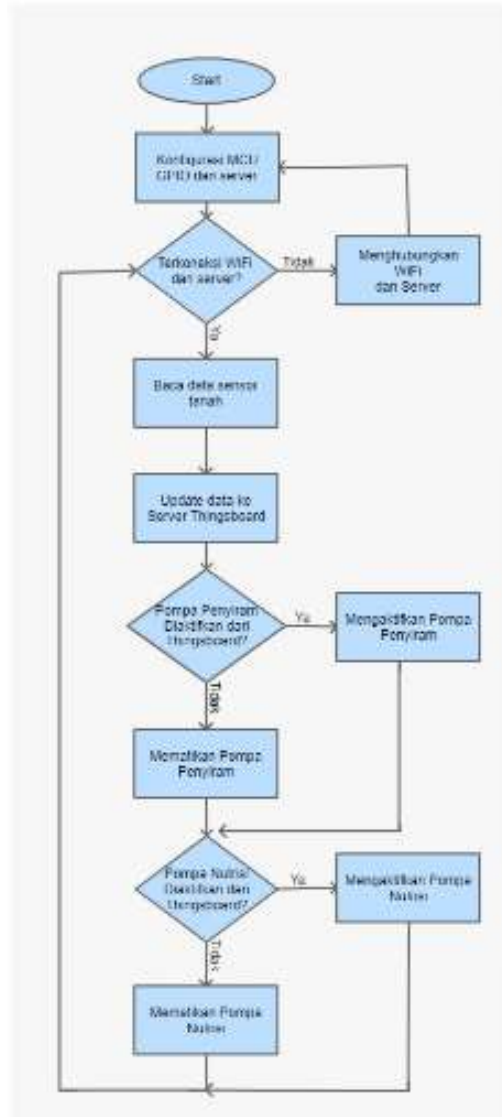 Start
Konfigurasi MCU
GPIO dan server
Terkoneksi WiFi
dan server?
Tidak
Menghubungkan
WiFi
dan Server
Ya
Baca data sensor
tanah
Update data ke
Server Thingsboard
Pompa Penyiram
Diaktifkan dari
Thingsboard?
Ya
Mengaktifkan Pompa
Penyiram
Tidak
Mematikan Pompa
Penyiram
Pompa Nutrisi
Diaktifkan dari
Thingsboard?
Ya
Mengaktifkan Pompa
Nutrisi
Tidak
Mematikan Pompa
Nutrisi